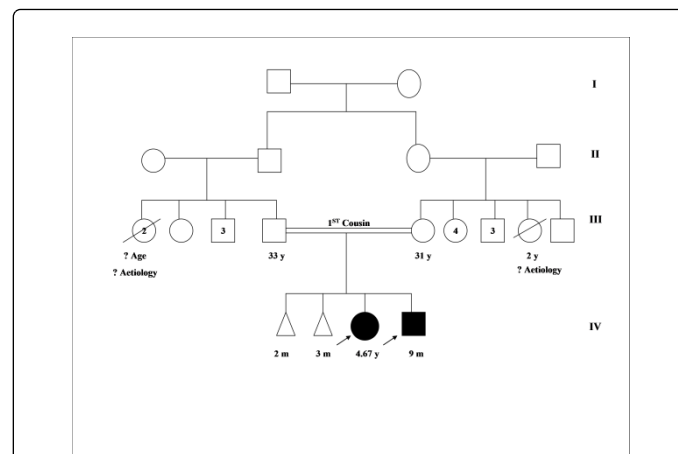 I
II
1ST Cousin
III
2
3
4
3
? Age
33 y
31 y
2 y
? Aetiology
? Aetiology
IV
2 m
3 m
4.67 y
9 m